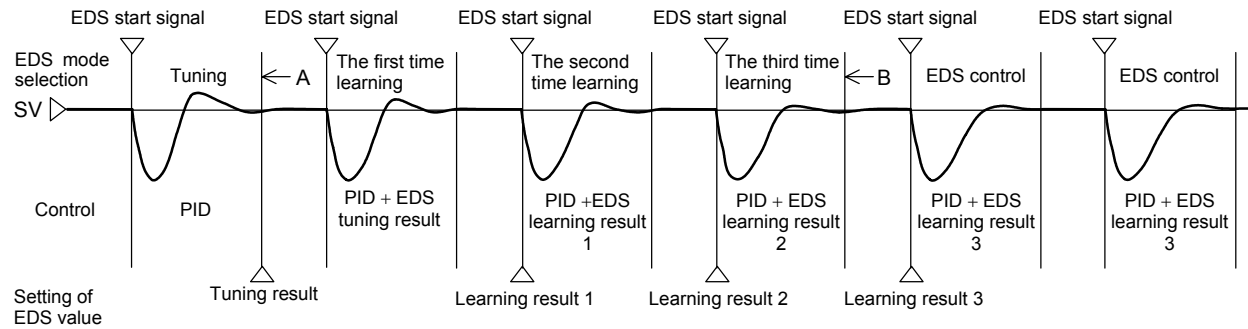 EDS start signal
EDS start signal
EDS start signal
EDS start signal
EDS start signal
EDS start signal
EDS mode
selection
Tuning
A
The first time
learning
The second
time learning
The third time
learning
B
EDS control
EDS control
SV
Control
PID
PID + EDS
tuning result
PID +EDS
learning result
1
PID + EDS
learning result
2
PID + EDS
learning result
3
PID + EDS
learning result
3
Setting of
EDS value
Tuning result
Learning result 1
Learning result 2
Learning result 3